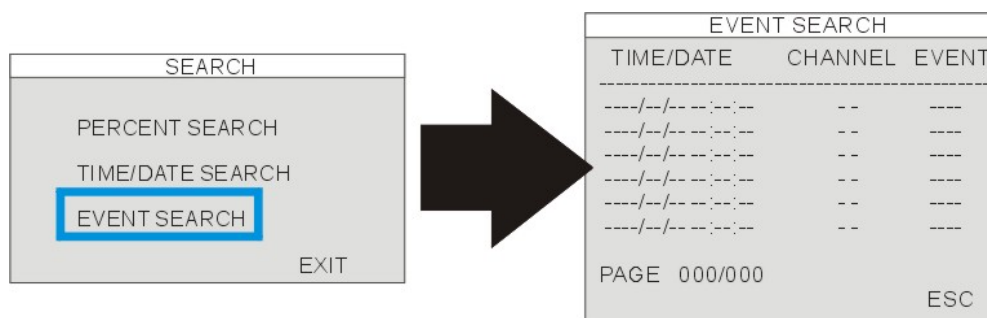 SEARCH
PERCENT SEARCH
TIME/DATE SEARCH
EVENT SEARCH
EXIT
EVENT SEARCH
TIME/DATE CHANNEL EVENT
----/--/-- --:--:-- -- ----
----/--/-- --:--:-- -- ----
----/--/-- --:--:-- -- ----
----/--/-- --:--:-- -- ----
----/--/-- --:--:-- -- ----
----/--/-- --:--:-- -- ----
PAGE 000/000
ESC